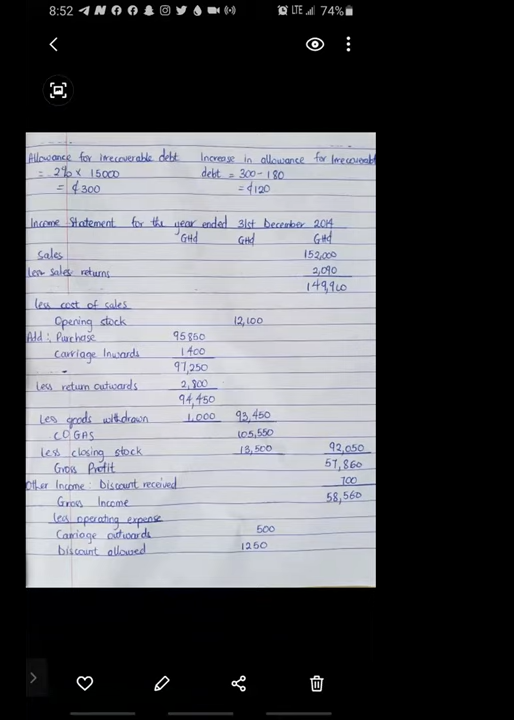 8:52 LTE 74%
Allowance for Irrecoverable debt Increase in allowance for Irrecoverabl
= 2% x 15000 debt = 300 - 180
= ₵300 = ₵120
Income Statement for the year ended 31st December 2014
GH₵ GH₵ GH₵
Sales 152,000
Less sales returns 2,090
149,910
less cost of sales
Opening stock 12,100
Add: Purchase 95850
Carriage Inwards 1400
97,250
less return outwards 2,800
94,450
Less goods withdrawn 1,000 93,450
COGAS 105,550
less closing stock 13,500 92,050
Gross Profit 57,860
Other Income: Discount received 700
Gross Income 58,560
less operating expense
Carriage outwards 500
Discount allowed 1250